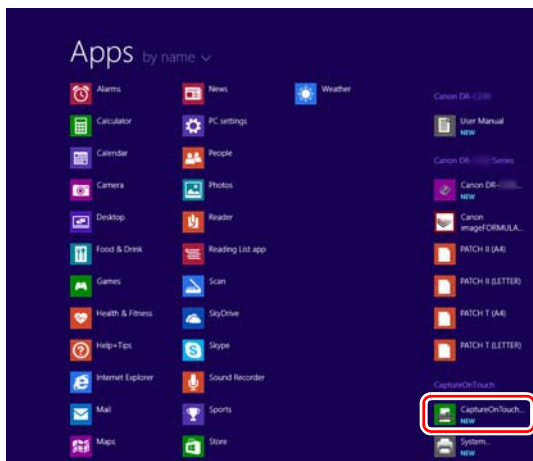 Apps by name
Alarms
Calculator
Calendar
Camera
Desktop
Food & Drink
Games
Health & Fitness
Help+Tips
Internet Explorer
Mail
Maps
News
PC settings
People
Photos
Reader
Reading List app
Scan
SkyDrive
Skype
Sound Recorder
Sports
Store
Weather
Canon DR-
User Manual
NEW
Canon DR- Series
Canon DR-...
NEW
Canon
imageFORMULA...
PATCH II (A4)
PATCH II (LETTER)
PATCH T (A4)
PATCH T (LETTER)
CaptureOnTouch
CaptureOnTouch...
NEW
System...
NEW